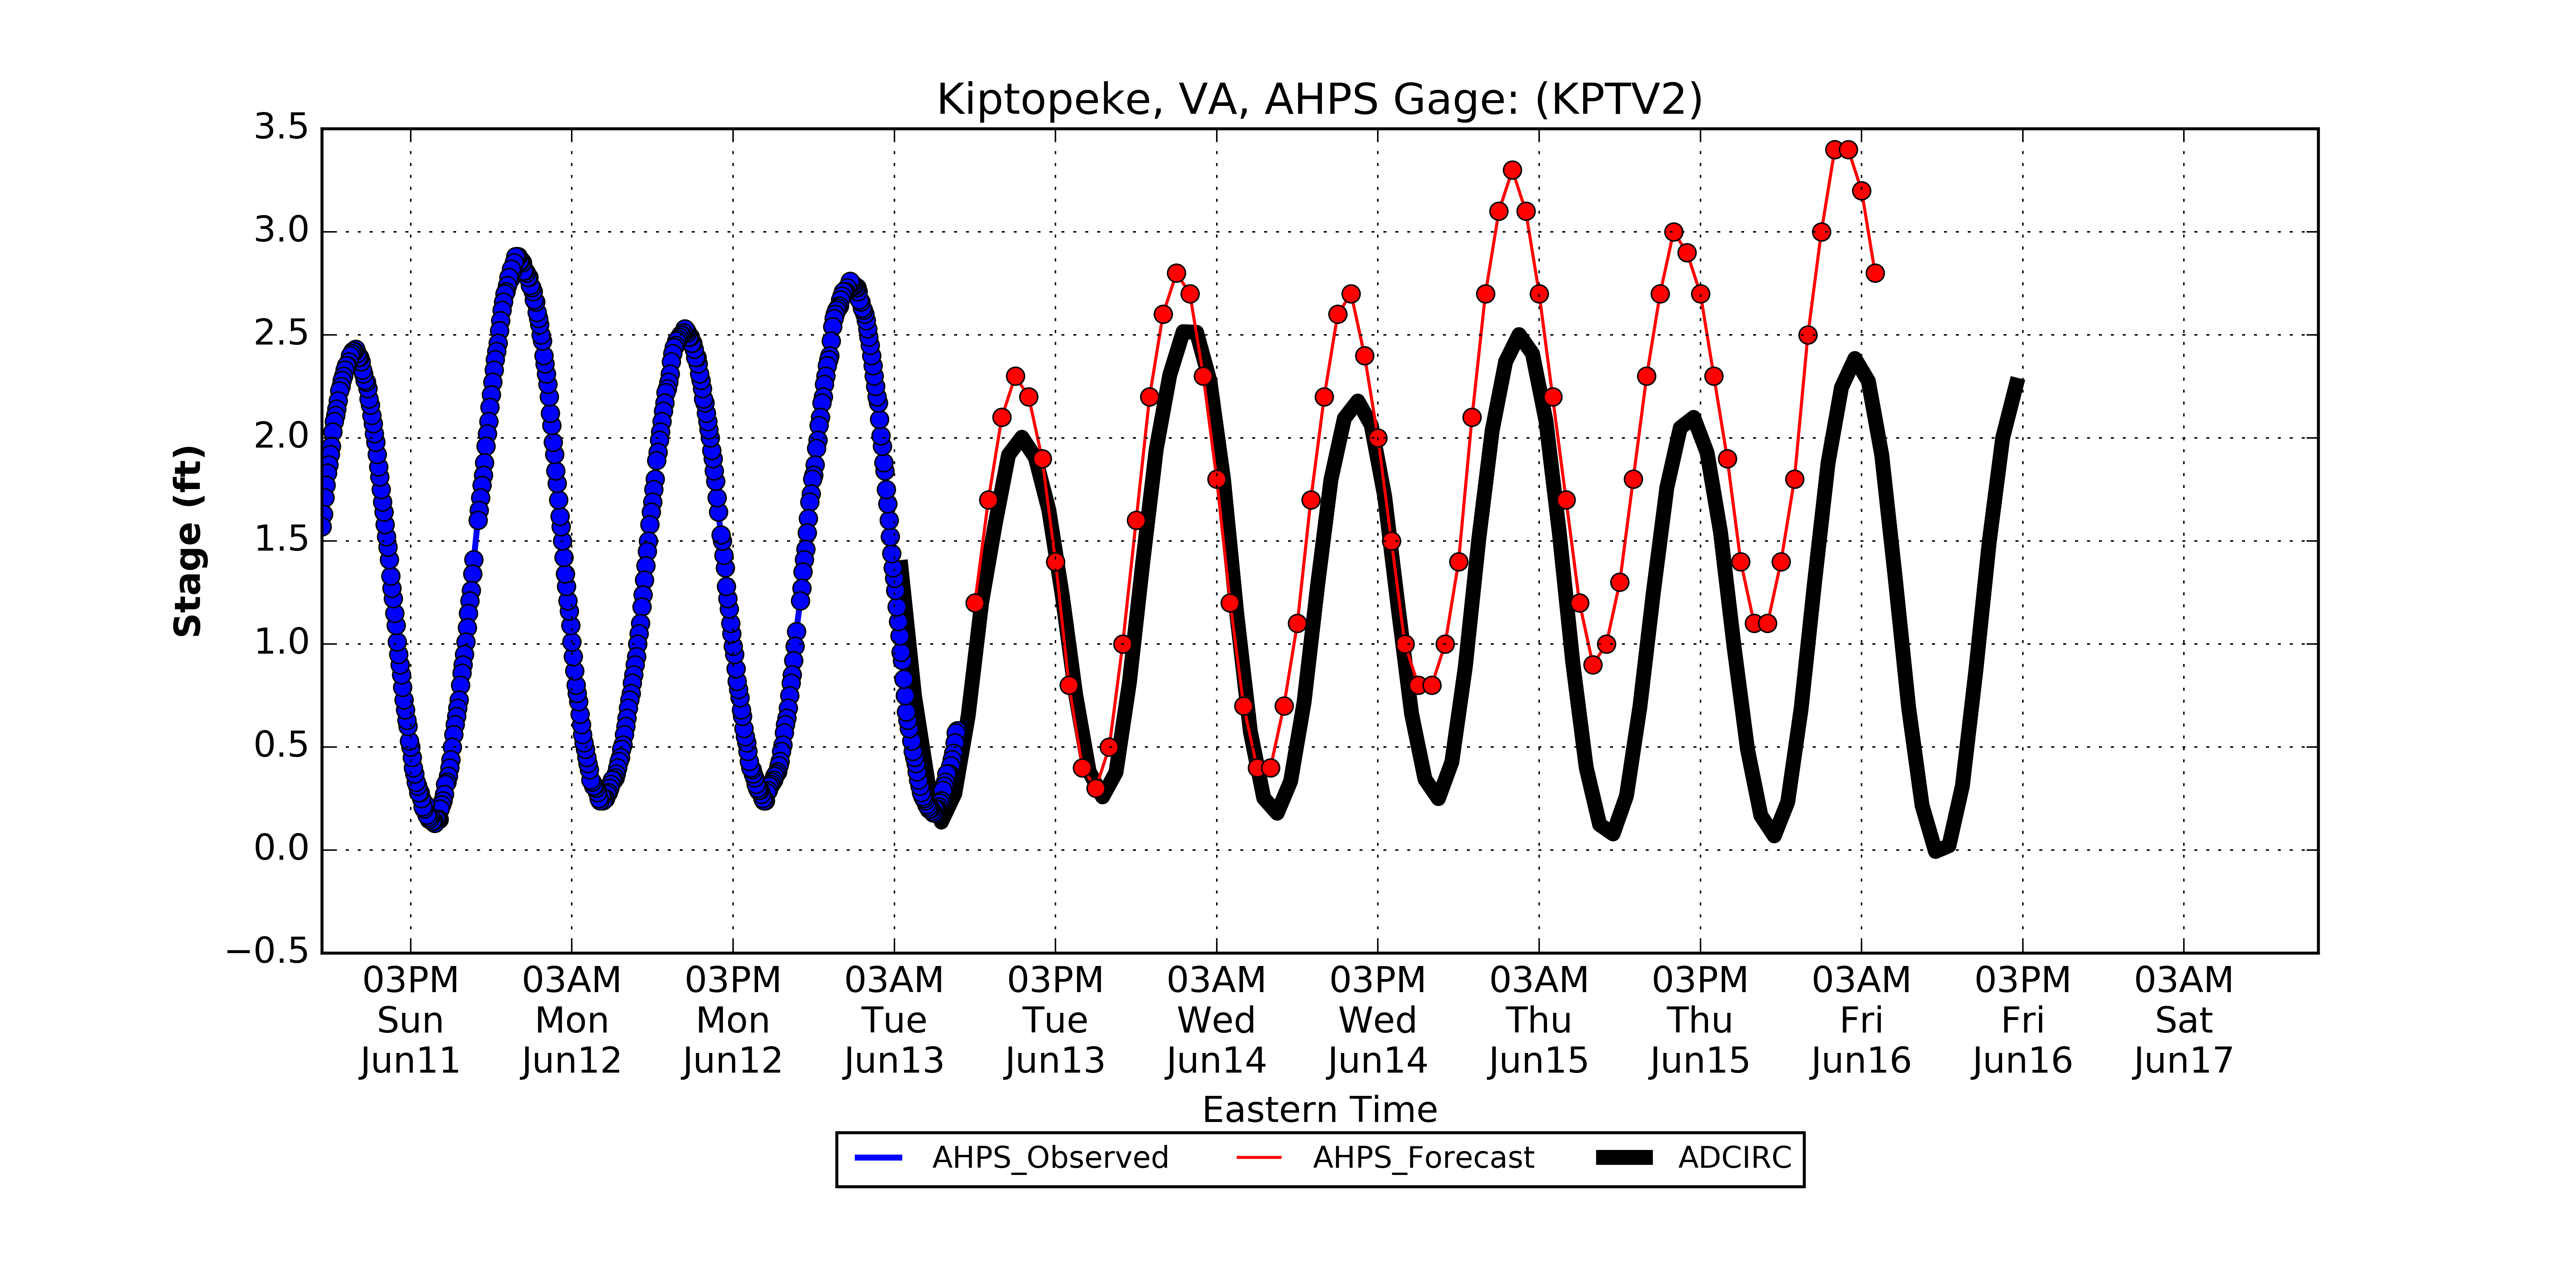 Kiptopeke, VA, AHPS Gage: (KPTV2)
3.5
3.0
2.5
2.0
1.5
1.0
0.5
0.0
−0.5
Stage (ft)
03PM 03AM 03PM 03AM 03PM 03AM 03PM 03AM 03PM 03AM 03PM 03AM
Sun Mon Mon Tue Tue Wed Wed Thu Thu Fri Fri Sat
Jun11 Jun12 Jun12 Jun13 Jun13 Jun14 Jun14 Jun15 Jun15 Jun16 Jun16 Jun17
Eastern Time
AHPS_Observed AHPS_Forecast ADCIRC